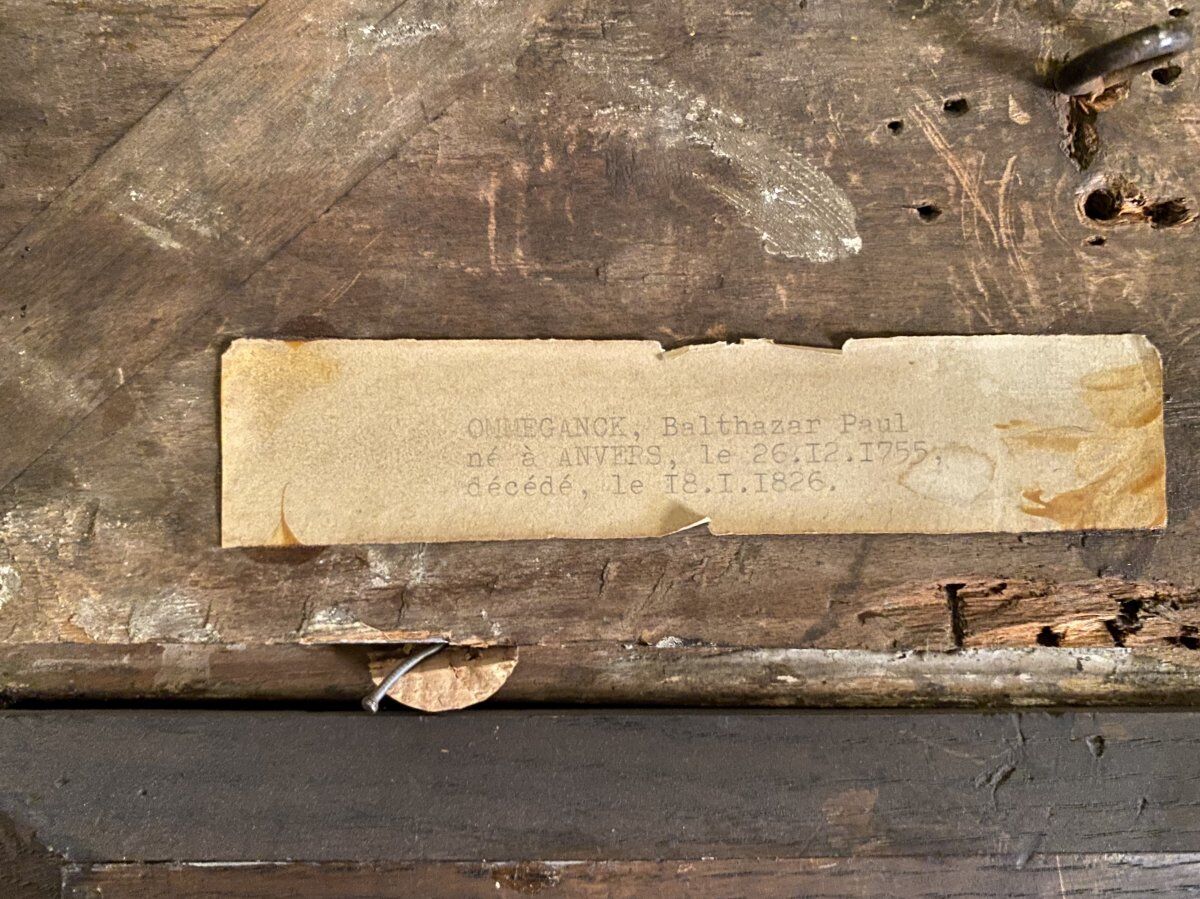 OMMEGANCK, Balthazar Paul
né à ANVERS, le 26.I2.I755,
décédé, le I8.I.I826.